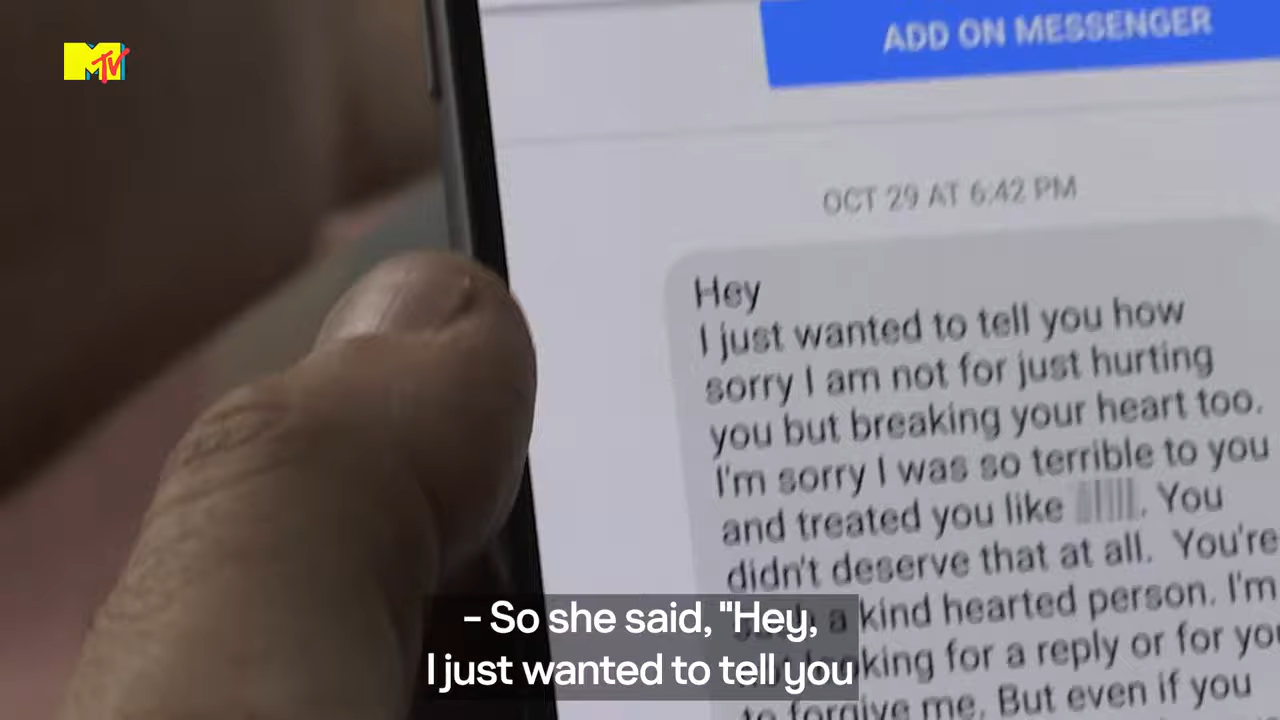 MTV
ADD ON MESSENGER
OCT 29 AT 6:42 PM
Hey
I just wanted to tell you how
sorry I am not for just hurting
you but breaking your heart too.
I'm sorry I was so terrible to you
and treated you like . You
didn't deserve that at all. You're
a kind hearted person. I'm
looking for a reply or for you
to forgive me. But even if you
- So she said, "Hey,
I just wanted to tell you